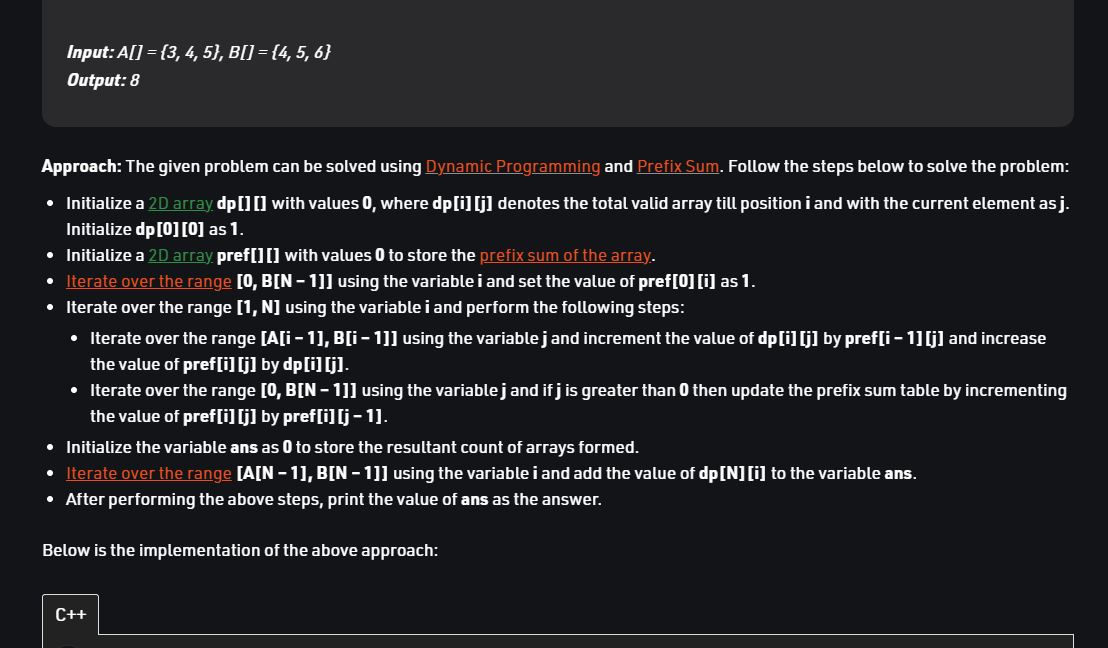 Input: A[] = {3, 4, 5}, B[] = {4, 5, 6}
Output: 8
Approach: The given problem can be solved using Dynamic Programming and Prefix Sum. Follow the steps below to solve the problem:
• Initialize a 2D array dp[][] with values 0, where dp[i][j] denotes the total valid array till position i and with the current element as j.
Initialize dp[0][0] as 1.
• Initialize a 2D array pref[][] with values 0 to store the prefix sum of the array.
• Iterate over the range [0, B[N – 1]] using the variable i and set the value of pref[0][i] as 1.
• Iterate over the range [1, N] using the variable i and perform the following steps:
• Iterate over the range [A[i – 1], B[i – 1]] using the variable j and increment the value of dp[i][j] by pref[i – 1][j] and increase
the value of pref[i][j] by dp[i][j].
• Iterate over the range [0, B[N – 1]] using the variable j and if j is greater than 0 then update the prefix sum table by incrementing
the value of pref[i][j] by pref[i][j – 1].
• Initialize the variable ans as 0 to store the resultant count of arrays formed.
• Iterate over the range [A[N – 1], B[N – 1]] using the variable i and add the value of dp[N][i] to the variable ans.
• After performing the above steps, print the value of ans as the answer.
Below is the implementation of the above approach:
C++